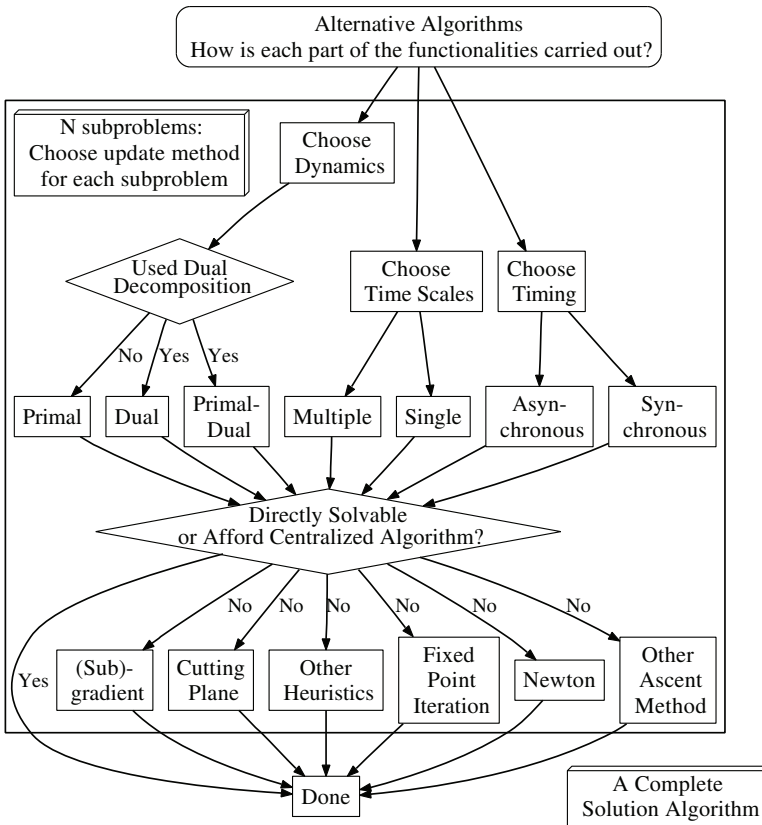 Alternative Algorithms
How is each part of the functionalities carried out?
N subproblems:
Choose update method
for each subproblem
Choose
Dynamics
Used Dual
Decomposition
Choose
Time Scales
Choose
Timing
No
Yes
Yes
Primal
Dual
Primal-
Dual
Multiple
Single
Asyn-
chronous
Syn-
chronous
Directly Solvable
or Afford Centralized Algorithm?
No
No
No
No
No
No
Yes
(Sub)-
gradient
Cutting
Plane
Other
Heuristics
Fixed
Point
Iteration
Newton
Other
Ascent
Method
Done
A Complete
Solution Algorithm